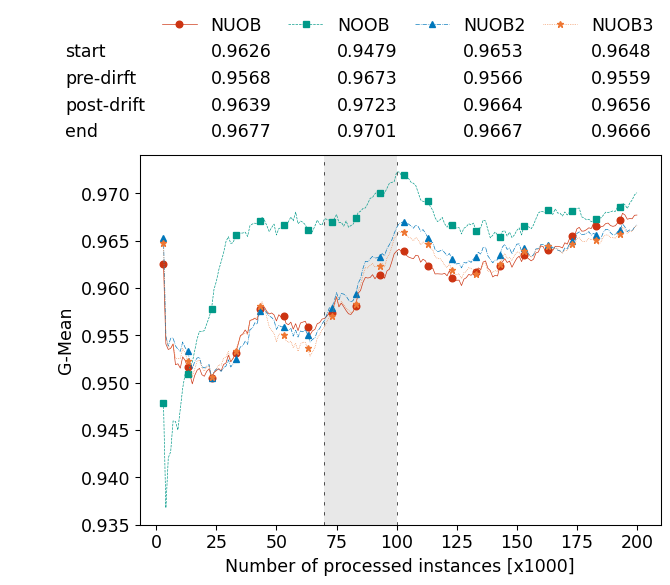 NUOB NOOB NUOB2 NUOB3
start 0.9626 0.9479 0.9653 0.9648
pre-dirft 0.9568 0.9673 0.9566 0.9559
post-drift 0.9639 0.9723 0.9664 0.9656
end 0.9677 0.9701 0.9667 0.9666
0.970
0.965
0.960
0.955
0.950
0.945
0.940
0.935
G-Mean
0 25 50 75 100 125 150 175 200
Number of processed instances [x1000]